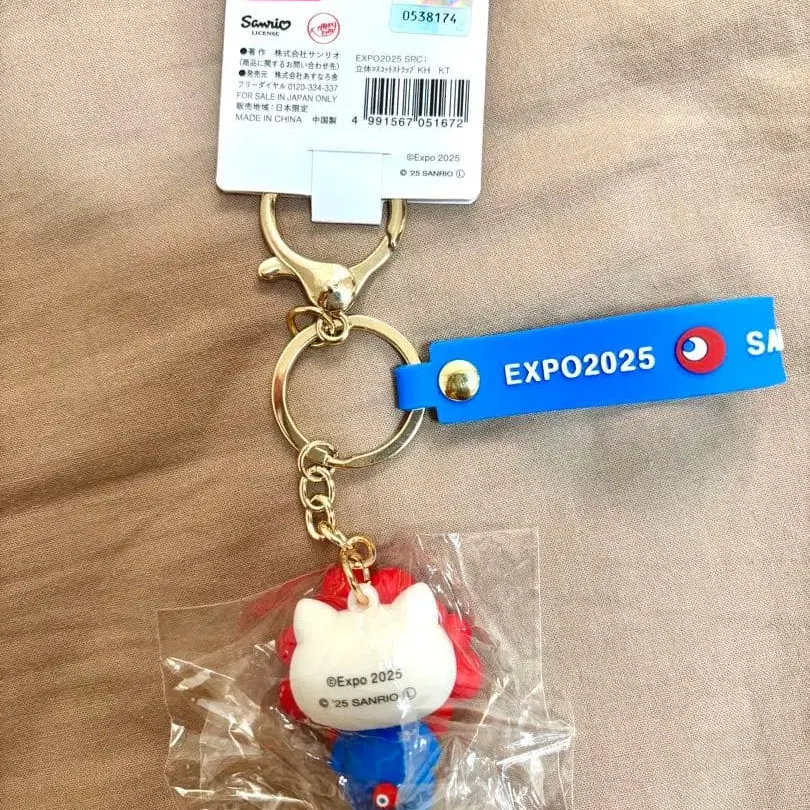 0538174
Sanrio
LICENSE
●著作 株式会社サンリオ
(商品に関するお問い合わせ先)
●発売元 株式会社あすなろ舎
フリーダイヤル 0120-334-337
FOR SALE IN JAPAN ONLY
販売地域:日本限定
MADE IN CHINA 中国製
EXPO2025 SRC:
立体マスコットストラップ KH KT
4 991567 051672
©Expo 2025
© '25 SANRIO Ⓛ
EXPO2025 SA
©Expo 2025
© '25 SANRIO Ⓛ